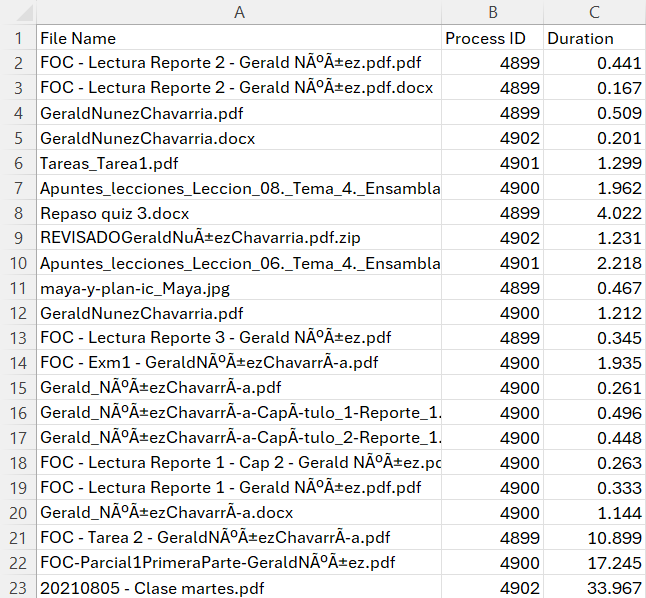 A B C
1 File Name Process ID Duration
2 FOC - Lectura Reporte 2 - Gerald NÃºÃ±ez.pdf.pdf 4899 0.441
3 FOC - Lectura Reporte 2 - Gerald NÃºÃ±ez.pdf.docx 4899 0.167
4 GeraldNunezChavarria.pdf 4899 0.509
5 GeraldNunezChavarria.docx 4902 0.201
6 Tareas_Tarea1.pdf 4901 1.299
7 Apuntes_lecciones_Leccion_08._Tema_4._Ensambla 4900 1.962
8 Repaso quiz 3.docx 4899 4.022
9 REVISADOGeraldNuÃ±ezChavarria.pdf.zip 4902 1.231
10 Apuntes_lecciones_Leccion_06._Tema_4._Ensambla 4901 2.218
11 maya-y-plan-ic_Maya.jpg 4899 0.467
12 GeraldNunezChavarria.pdf 4900 1.212
13 FOC - Lectura Reporte 3 - Gerald NÃºÃ±ez.pdf 4899 0.345
14 FOC - Exm1 - GeraldNÃºÃ±ezChavarrÃ-a.pdf 4900 1.935
15 Gerald_NÃºÃ±ezChavarrÃ-a.pdf 4900 0.261
16 Gerald_NÃºÃ±ezChavarrÃ-a-CapÃ-tulo_1-Reporte_1. 4900 0.496
17 Gerald_NÃºÃ±ezChavarrÃ-a-CapÃ-tulo_2-Reporte_1. 4900 0.448
18 FOC - Lectura Reporte 1 - Cap 2 - Gerald NÃºÃ±ez.pd 4900 0.263
19 FOC - Lectura Reporte 1 - Gerald NÃºÃ±ez.pdf.pdf 4900 0.333
20 Gerald_NÃºÃ±ezChavarrÃ-a.docx 4900 1.144
21 FOC - Tarea 2 - GeraldNÃºÃ±ezChavarrÃ-a.pdf 4899 10.899
22 FOC-Parcial1PrimeraParte-GeraldNÃºÃ±ez.pdf 4900 17.245
23 20210805 - Clase martes.pdf 4902 33.967